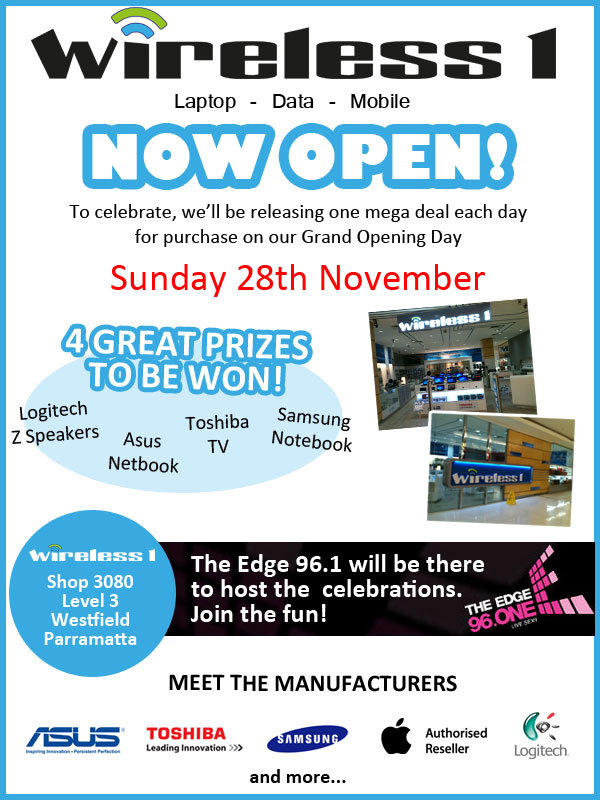 wireless 1
Laptop - Data - Mobile
NOW OPEN!
To celebrate, we'll be releasing one mega deal each day
for purchase on our Grand Opening Day
Sunday 28th November
4 GREAT PRIZES
TO BE WON!
Logitech
Z Speakers
Asus
Netbook
Toshiba
TV
Samsung
Notebook
wireless 1
wireless 1
wireless 1
Shop 3080
Level 3
Westfield
Parramatta
The Edge 96.1 will be there
to host the celebrations.
Join the fun!
THE EDGE
96.ONE
LIVE SEXY
MEET THE MANUFACTURERS
ASUS
Inspiring Innovation • Persistent Perfection
TOSHIBA
Leading Innovation >>>
SAMSUNG
Authorised
Reseller
Logitech
and more...